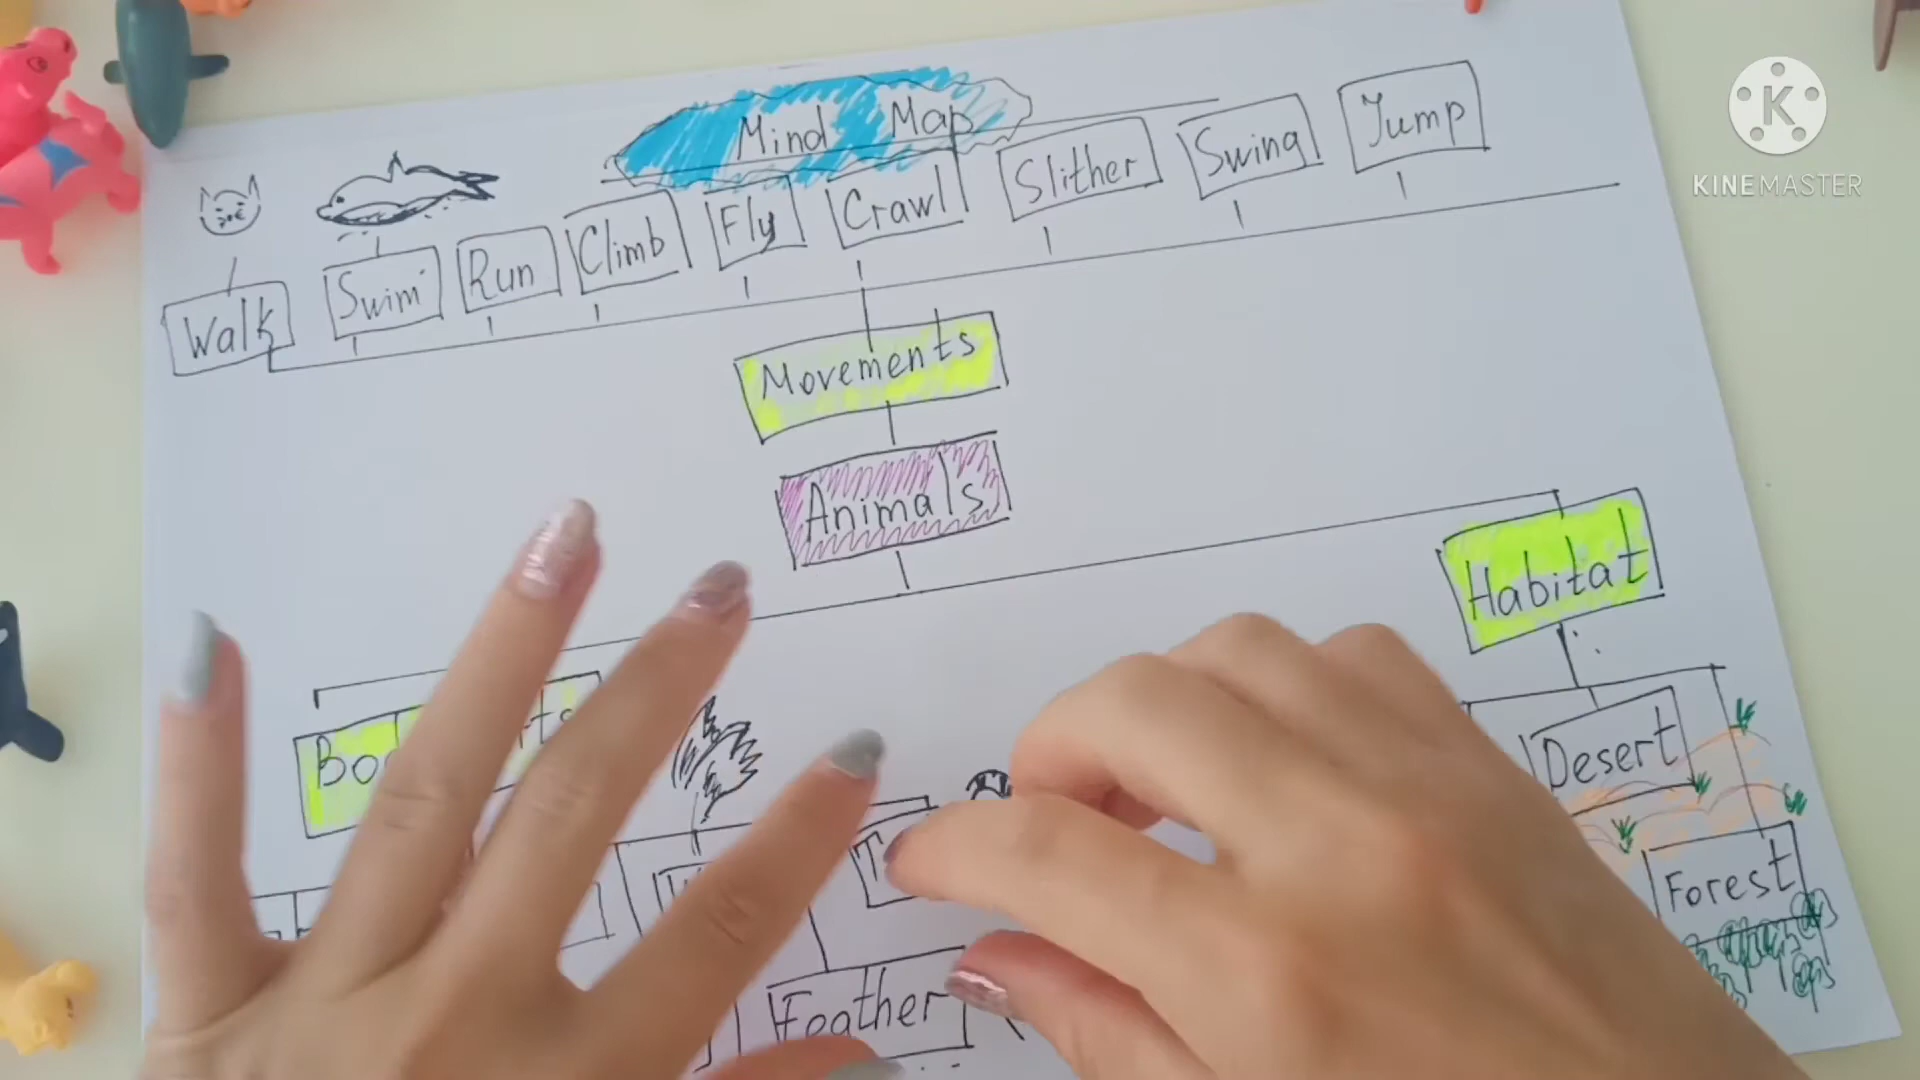 Mind Map
Walk
Swim
Run
Climb
Fly
Crawl
Slither
Swing
Jump
Movements
Animals
Habitat
Desert
Forest
Feather
K
KINEMASTER